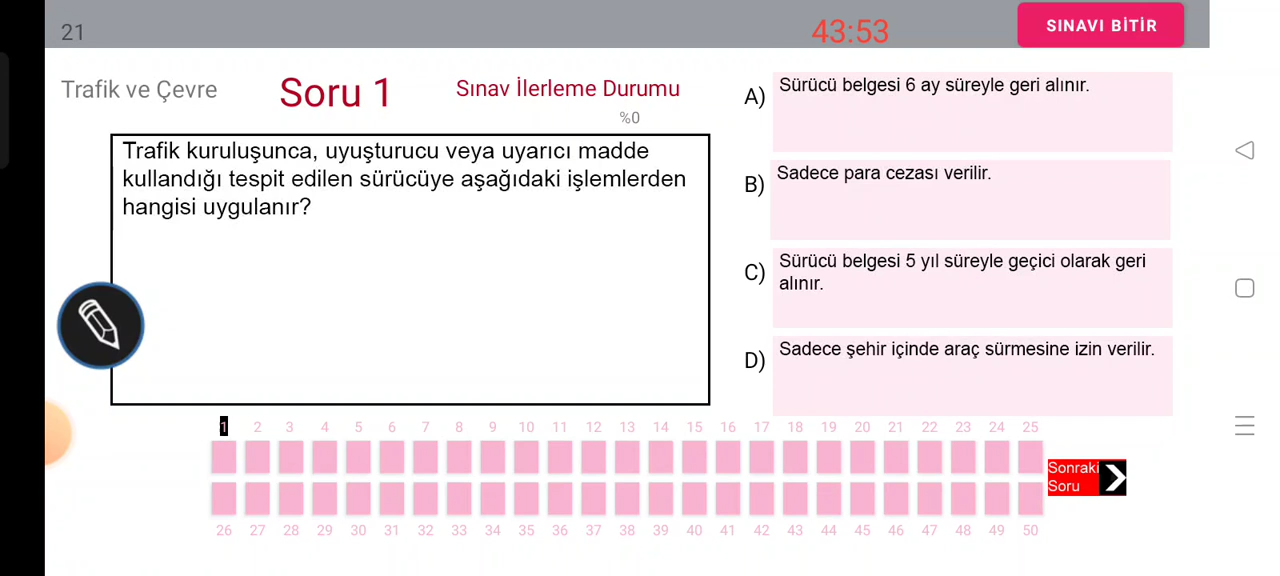 21
43:53
SINAVI BİTİR
Trafik ve Çevre
Soru 1
Sınav İlerleme Durumu
%0
Trafik kuruluşunca, uyuşturucu veya uyarıcı madde
kullandığı tespit edilen sürücüye aşağıdaki işlemlerden
hangisi uygulanır?
A) Sürücü belgesi 6 ay süreyle geri alınır.
B) Sadece para cezası verilir.
C) Sürücü belgesi 5 yıl süreyle geçici olarak geri
alınır.
D) Sadece şehir içinde araç sürmesine izin verilir.
1 2 3 4 5 6 7 8 9 10 11 12 13 14 15 16 17 18 19 20 21 22 23 24 25
Sonraki
Soru
26 27 28 29 30 31 32 33 34 35 36 37 38 39 40 41 42 43 44 45 46 47 48 49 50